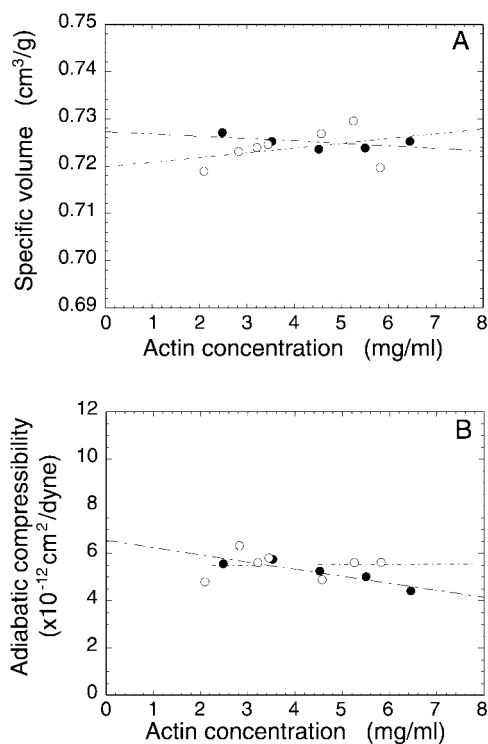 A
0.75
0.74
0.73
0.72
0.71
0.70
0.69
Specific volume (cm³/g)
0 1 2 3 4 5 6 7 8
Actin concentration (mg/ml)
B
12
10
8
6
4
2
0
Adiabatic compressibility
(x10⁻¹²cm²/dyne)
0 1 2 3 4 5 6 7 8
Actin concentration (mg/ml)